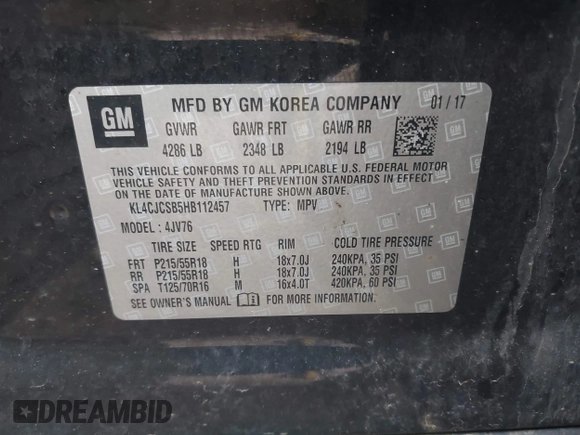 GM
MFD BY GM KOREA COMPANY 01 / 17
GVWR GAWR FRT GAWR RR
4286 LB 2348 LB 2194 LB
THIS VEHICLE CONFORMS TO ALL APPLICABLE U.S. FEDERAL MOTOR
VEHICLE SAFETY AND THEFT PREVENTION STANDARDS IN EFFECT
ON THE DATE OF MANUFACTURE SHOWN ABOVE.
KL4CJCSB5HB112457 TYPE: MPV
MODEL : 4JV76
TIRE SIZE SPEED RTG RIM COLD TIRE PRESSURE
FRT P215/55R18 H 18x7.0J 240KPA, 35 PSI
RR P215/55R18 H 18x7.0J 240KPA, 35 PSI
SPA T125/70R16 M 16x4.0T 420KPA, 60 PSI
SEE OWNER'S MANUAL FOR MORE INFORMATION.
DREAMBID